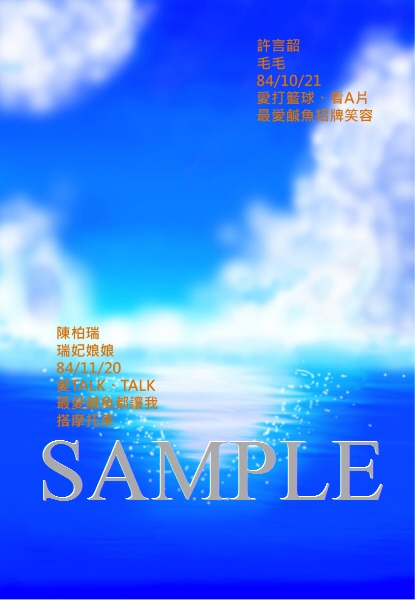 許言韶
毛毛
84/10/21
愛打籃球、看A片
最愛鹹魚招牌笑容
陳柏瑞
瑞妃娘娘
84/11/20
愛TALK、TALK
最愛鹹魚都讓我
搭摩托車
SAMPLE